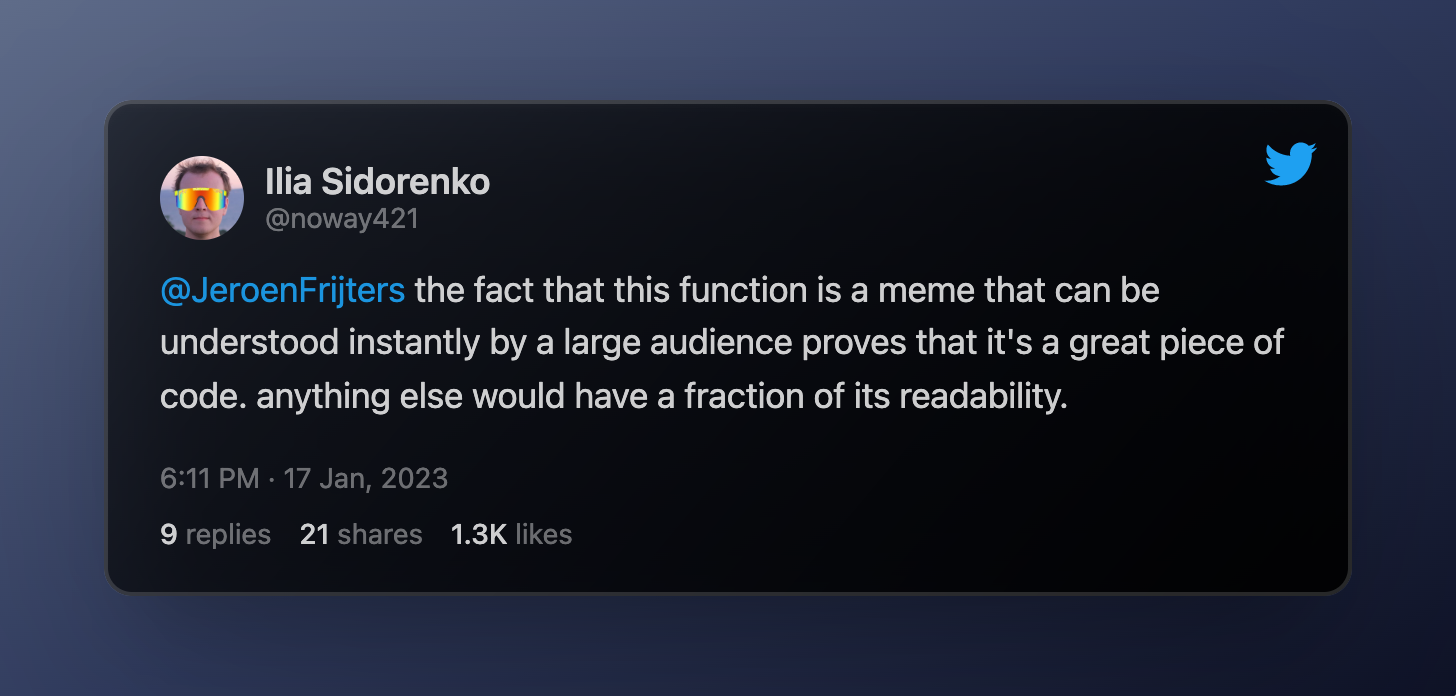 Ilia Sidorenko
@noway421
@JeroenFrijters the fact that this function is a meme that can be
understood instantly by a large audience proves that it's a great piece of
code. anything else would have a fraction of its readability.
6:11 PM · 17 Jan, 2023
9 replies 21 shares 1.3K likes